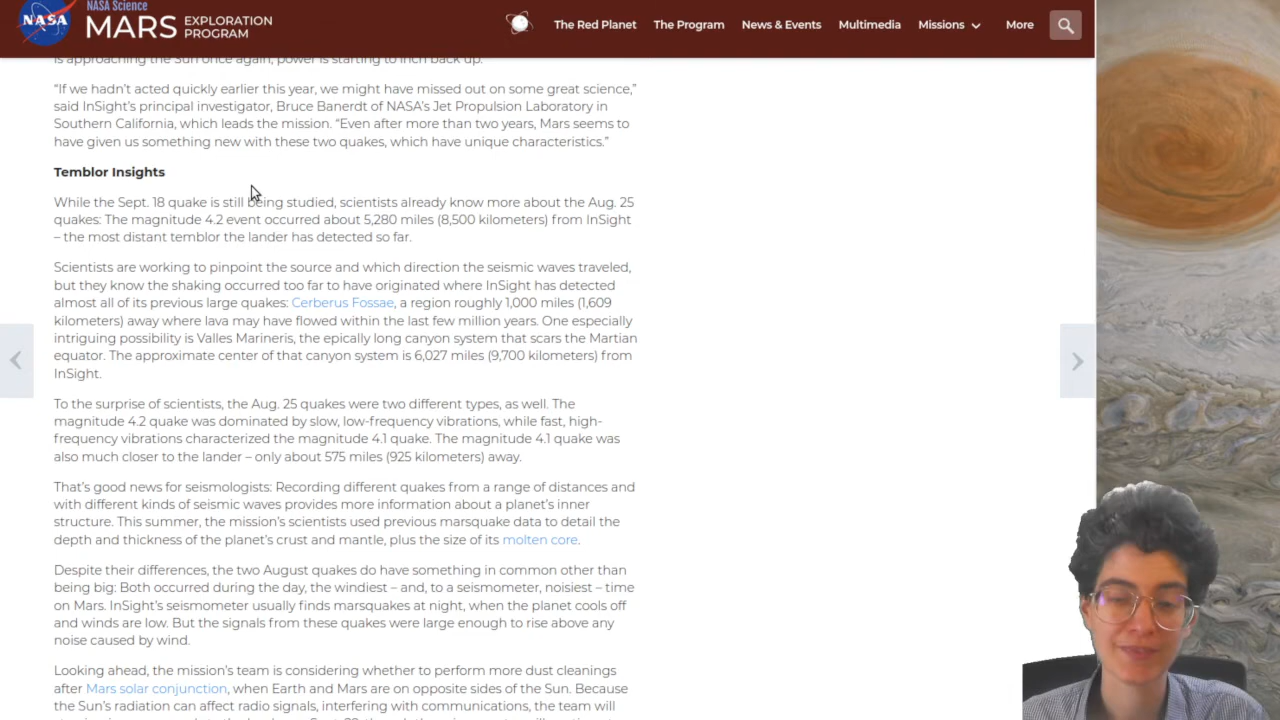 NASA Science
NASA
MARS EXPLORATION PROGRAM
The Red Planet The Program News & Events Multimedia Missions More
is approaching the Sun once again, power is starting to inch back up.
“If we hadn’t acted quickly earlier this year, we might have missed out on some great science,”
said InSight’s principal investigator, Bruce Banerdt of NASA’s Jet Propulsion Laboratory in
Southern California, which leads the mission. “Even after more than two years, Mars seems to
have given us something new with these two quakes, which have unique characteristics.”
Temblor Insights
While the Sept. 18 quake is still being studied, scientists already know more about the Aug. 25
quakes: The magnitude 4.2 event occurred about 5,280 miles (8,500 kilometers) from InSight
– the most distant temblor the lander has detected so far.
Scientists are working to pinpoint the source and which direction the seismic waves traveled,
but they know the shaking occurred too far to have originated where InSight has detected
almost all of its previous large quakes: Cerberus Fossae, a region roughly 1,000 miles (1,609
kilometers) away where lava may have flowed within the last few million years. One especially
intriguing possibility is Valles Marineris, the epically long canyon system that scars the Martian
equator. The approximate center of that canyon system is 6,027 miles (9,700 kilometers) from
InSight.
To the surprise of scientists, the Aug. 25 quakes were two different types, as well. The
magnitude 4.2 quake was dominated by slow, low-frequency vibrations, while fast, high-
frequency vibrations characterized the magnitude 4.1 quake. The magnitude 4.1 quake was
also much closer to the lander – only about 575 miles (925 kilometers) away.
That’s good news for seismologists: Recording different quakes from a range of distances and
with different kinds of seismic waves provides more information about a planet’s inner
structure. This summer, the mission’s scientists used previous marsquake data to detail the
depth and thickness of the planet’s crust and mantle, plus the size of its molten core.
Despite their differences, the two August quakes do have something in common other than
being big: Both occurred during the day, the windiest – and, to a seismometer, noisiest – time
on Mars. InSight’s seismometer usually finds marsquakes at night, when the planet cools off
and winds are low. But the signals from these quakes were large enough to rise above any
noise caused by wind.
Looking ahead, the mission’s team is considering whether to perform more dust cleanings
after Mars solar conjunction, when Earth and Mars are on opposite sides of the Sun. Because
the Sun’s radiation can affect radio signals, interfering with communications, the team will